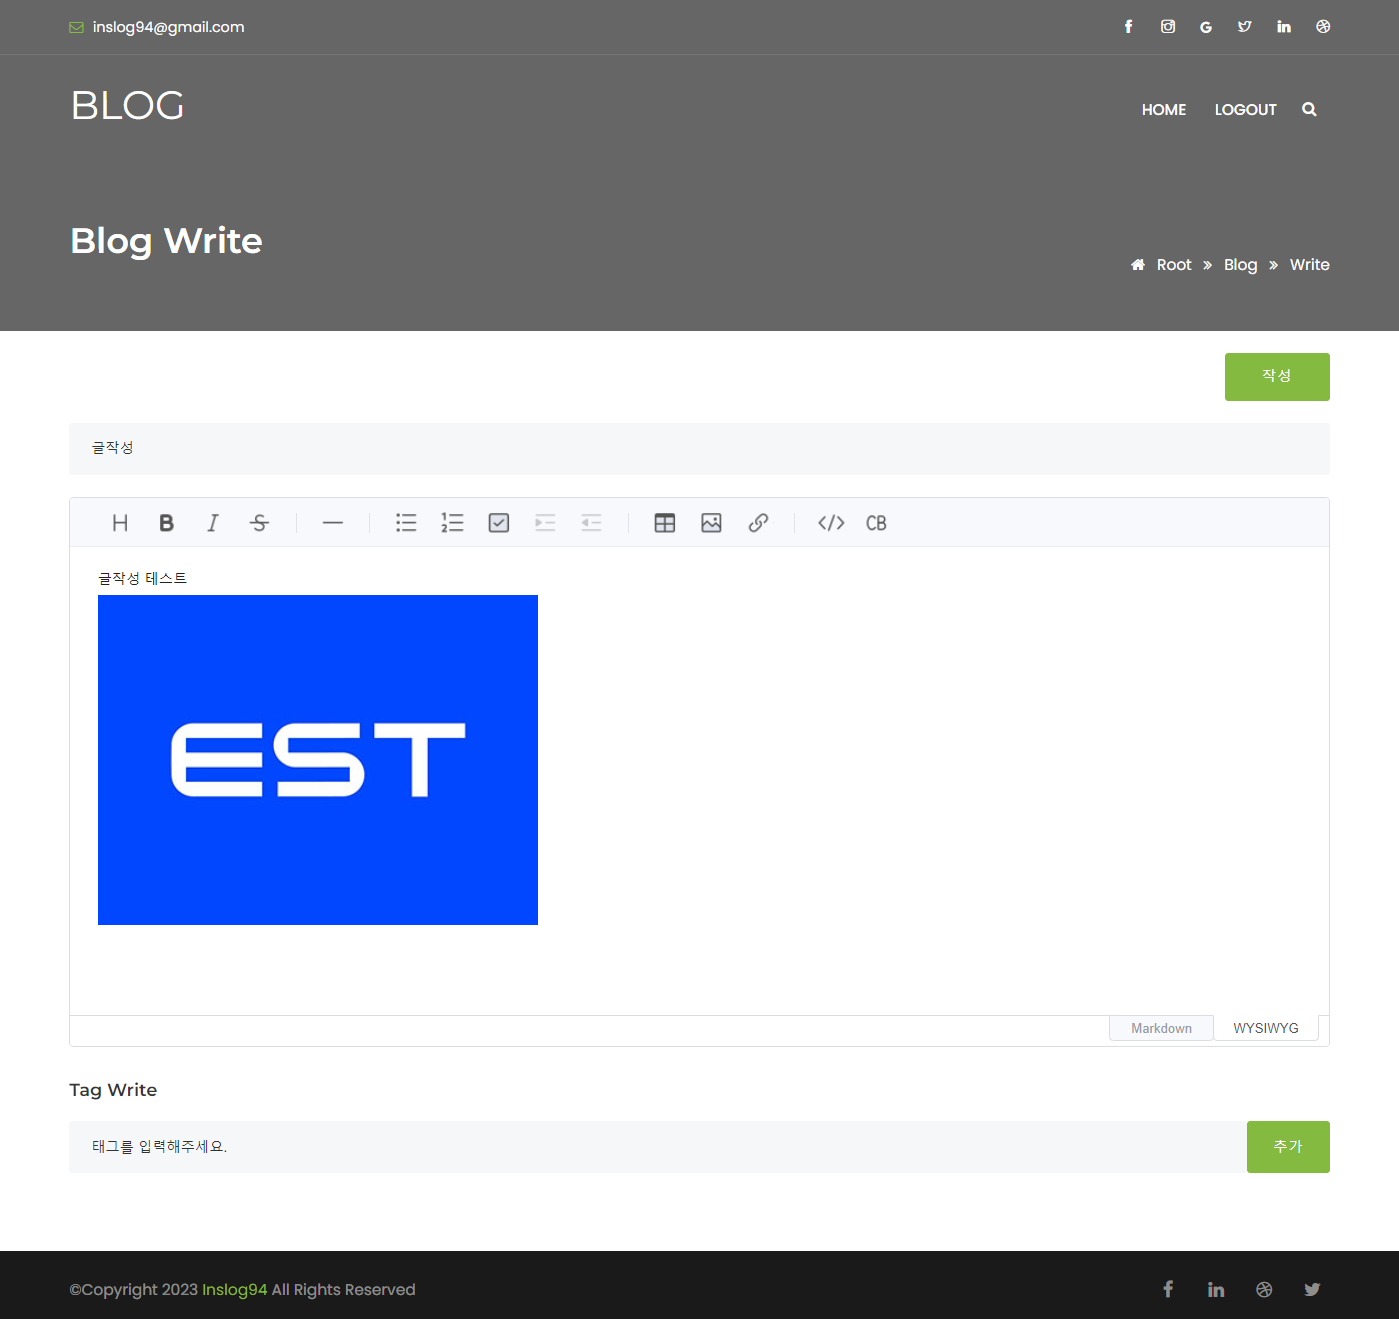 inslog94@gmail.com
BLOG
HOME LOGOUT
Blog Write
Root » Blog » Write
작성
글작성
H B I S CB
글작성 테스트
EST
Markdown WYSIWYG
Tag Write
태그를 입력해주세요.
추가
©Copyright 2023 Inslog94 All Rights Reserved